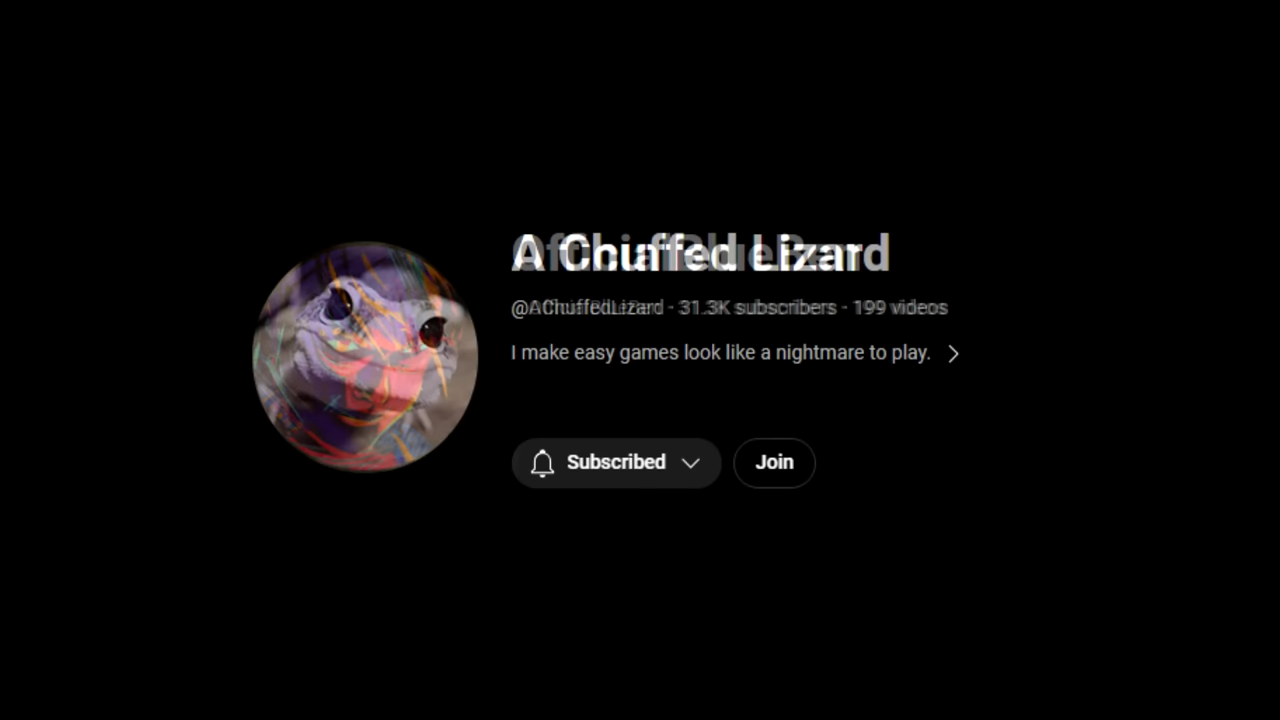 A Chuffed Lizard
@AChuffedLizard · 31.3K subscribers · 199 videos
I make easy games look like a nightmare to play.
Subscribed
Join